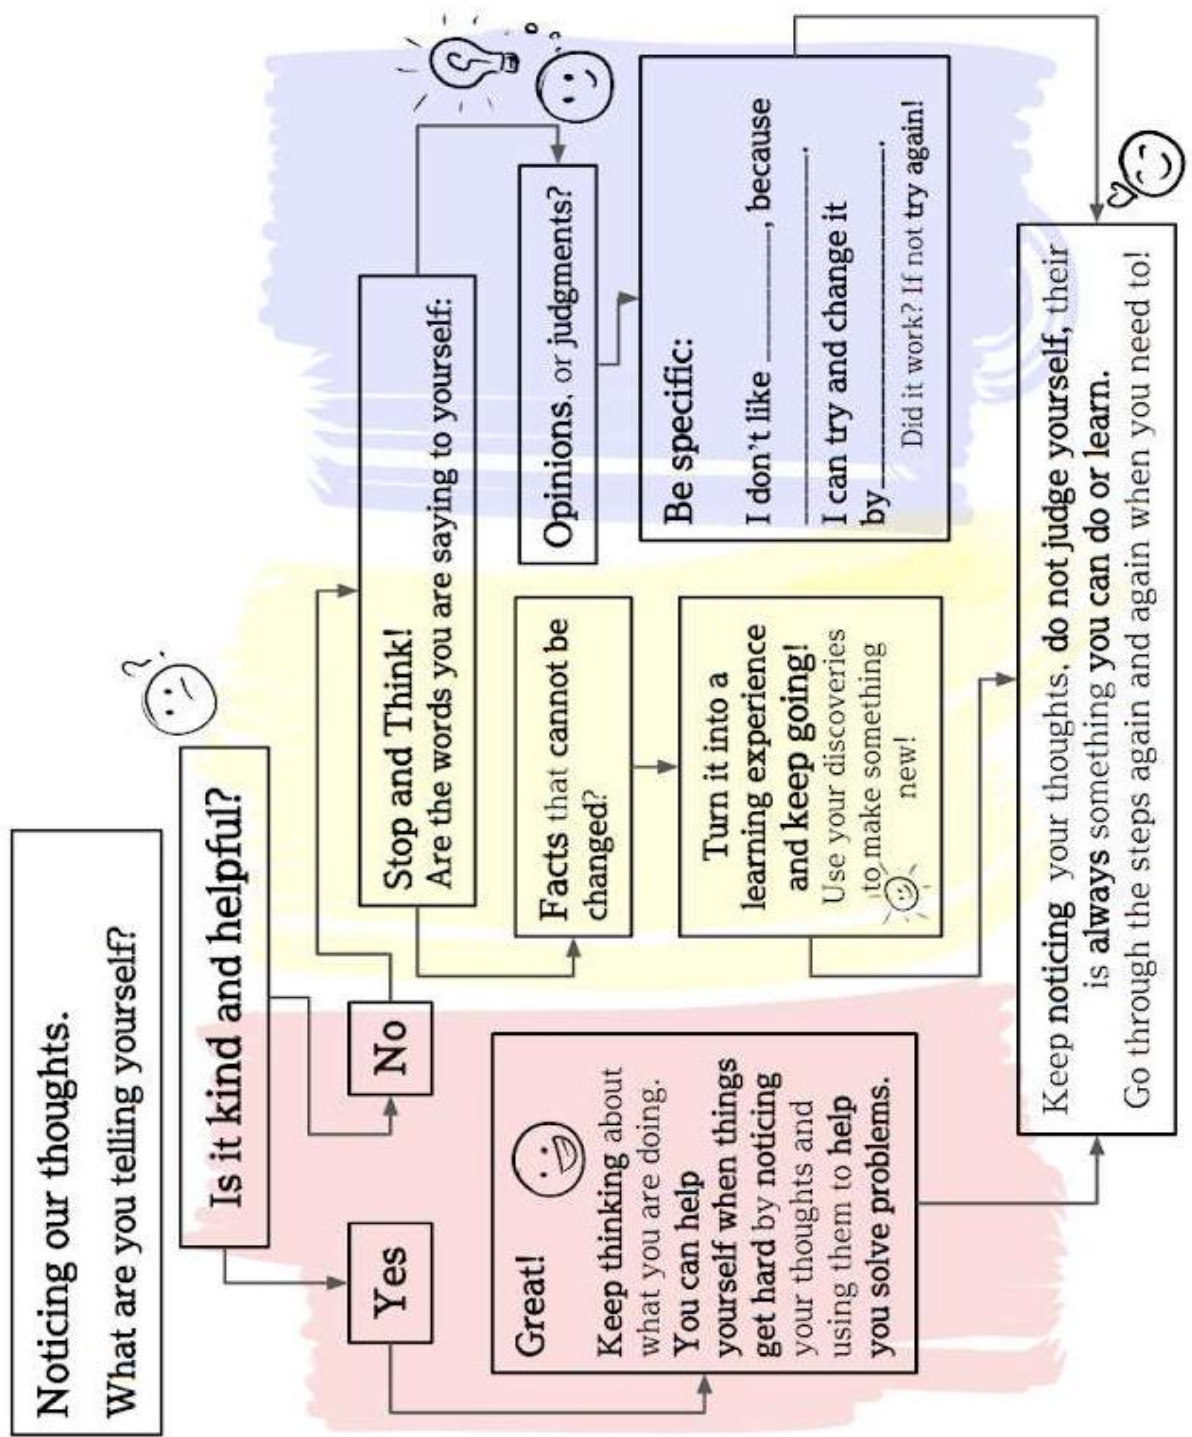 Noticing our thoughts.
What are you telling yourself?
Is it kind and helpful?
Yes
No
Great!
Keep thinking about
what you are doing.
You can help
yourself when things
get hard by noticing
your thoughts and
using them to help
you solve problems.
Stop and Think!
Are the words you are saying to yourself:
Facts that cannot be
changed?
Turn it into a
learning experience
and keep going!
Use your discoveries
to make something
new!
Opinions, or judgments?
Be specific:
I don't like __________, because
____________________.
I can try and change it
by____________________.
Did it work? If not try again!
Keep noticing your thoughts, do not judge yourself, their
is always something you can do or learn.
Go through the steps again and again when you need to!